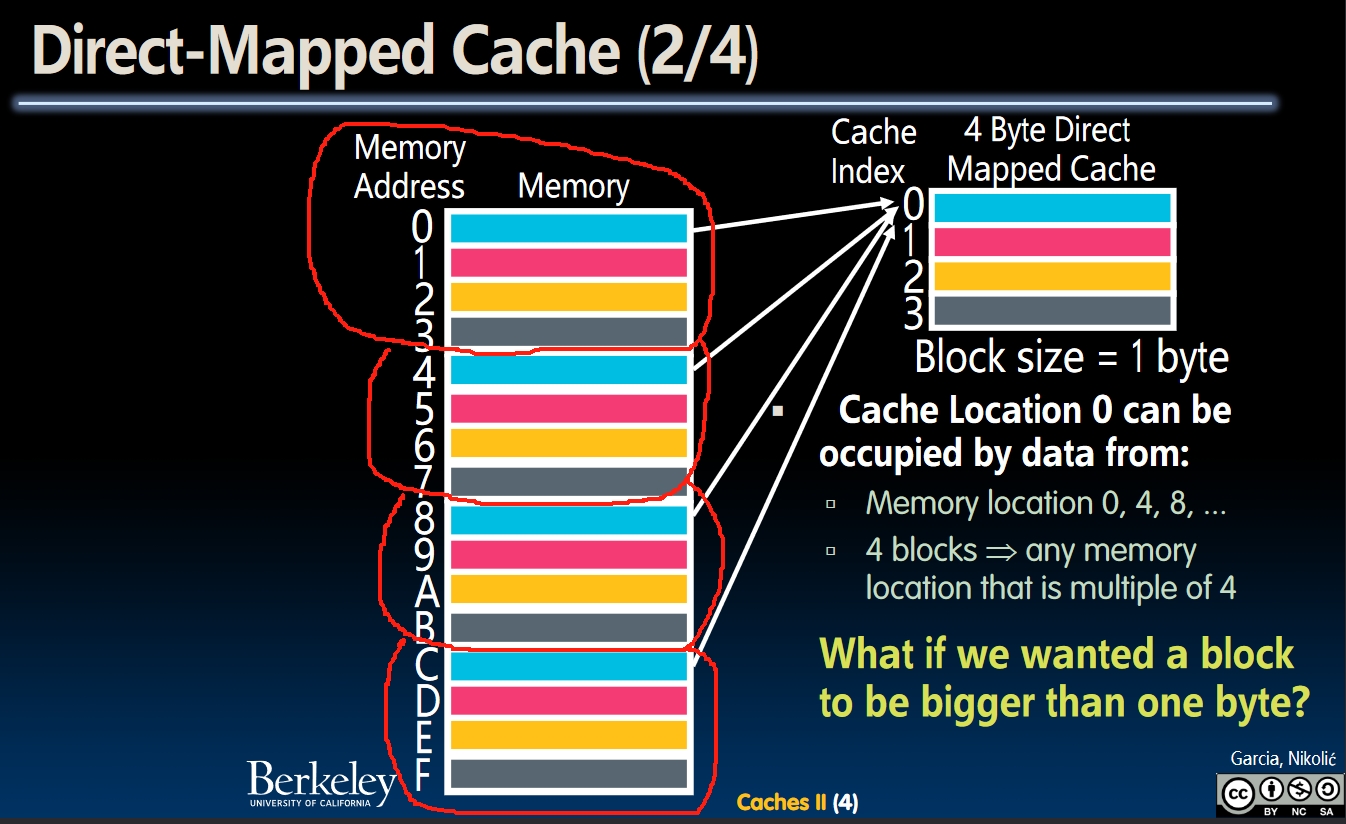 Direct-Mapped Cache (2/4)
Memory
Address
Memory
0
1
2
3
4
5
6
7
8
9
A
B
C
D
E
F
Cache
Index
4 Byte Direct
Mapped Cache
0
1
2
3
Block size = 1 byte
▪ Cache Location 0 can be
occupied by data from:
▫ Memory location 0, 4, 8, ...
▫ 4 blocks ⇒ any memory
location that is multiple of 4
What if we wanted a block
to be bigger than one byte?
Berkeley
UNIVERSITY OF CALIFORNIA
Caches II (4)
Garcia, Nikolić
cc
BY NC SA